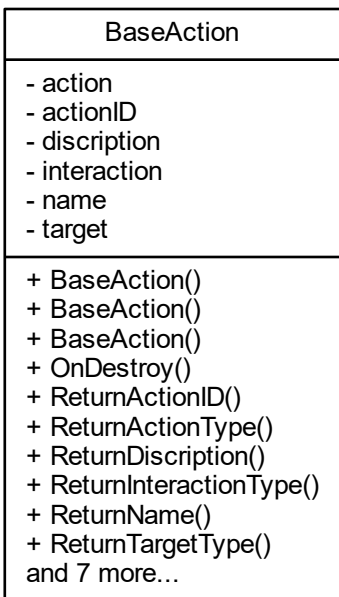 BaseAction
- action
- actionID
- discription
- interaction
- name
- target
+ BaseAction()
+ BaseAction()
+ BaseAction()
+ OnDestroy()
+ ReturnActionID()
+ ReturnActionType()
+ ReturnDiscription()
+ ReturnInteractionType()
+ ReturnName()
+ ReturnTargetType()
and 7 more...